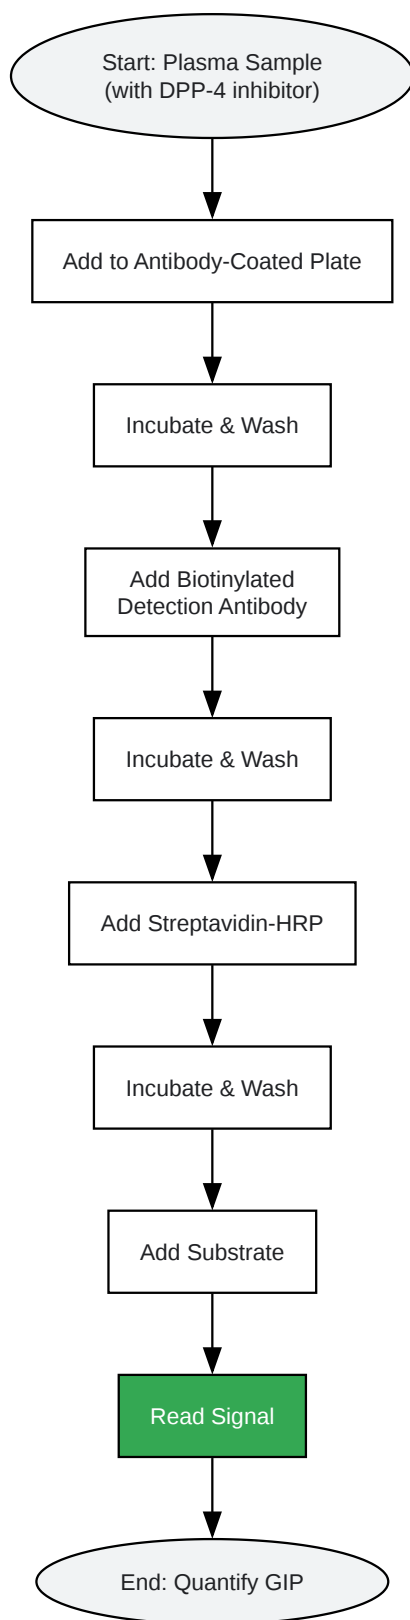 Start: Plasma Sample
(with DPP-4 inhibitor)
Add to Antibody-Coated Plate
Incubate & Wash
Add Biotinylated
Detection Antibody
Incubate & Wash
Add Streptavidin-HRP
Incubate & Wash
Add Substrate
Read Signal
End: Quantify GIP